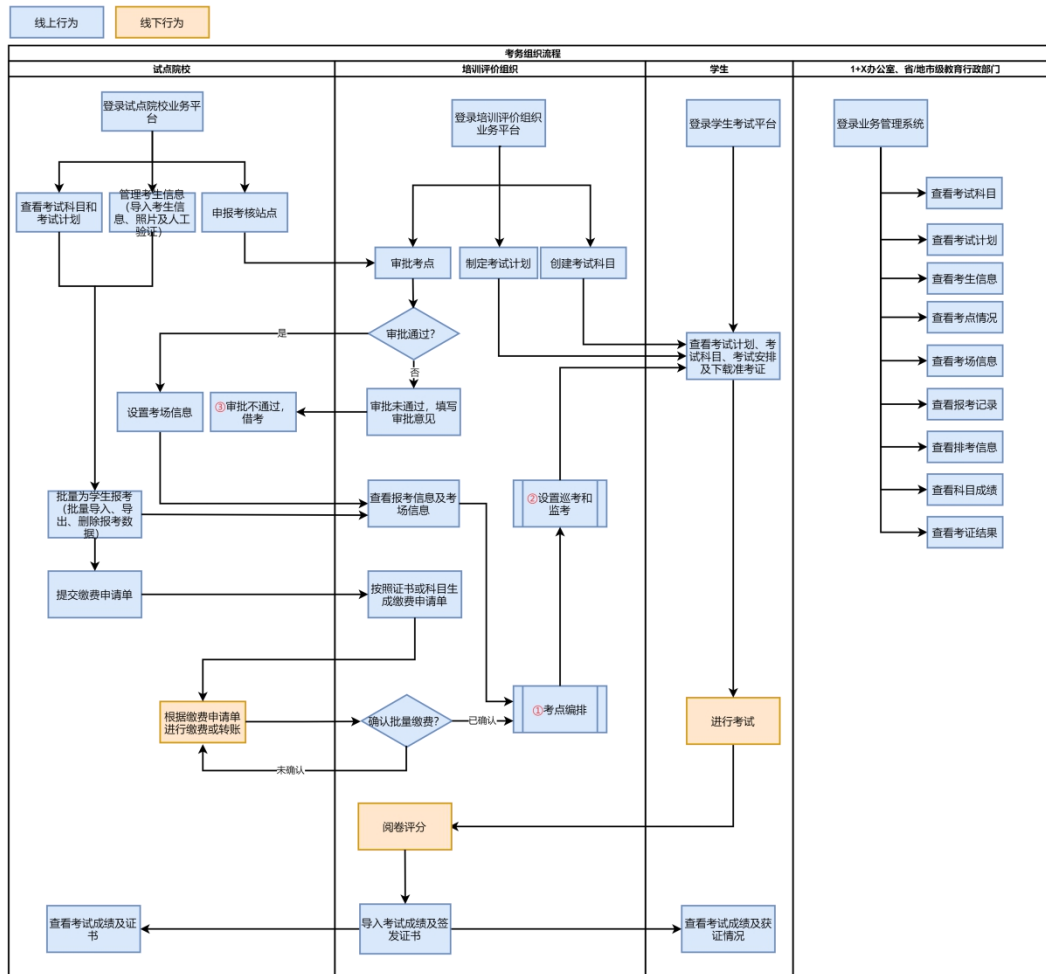 线上行为
线下行为
考务组织流程
试点院校
培训评价组织
学生
1+X办公室、省/地市级教育行政部门
登录试点院校业务平
台
登录培训评价组织
业务平台
登录学生考试平台
登录业务管理系统
查看考试科目和
考试计划
管理考生信息
（导入考生信
息、照片及人工
验证）
申报考核站点
审批考点
制定考试计划
创建考试科目
查看考试科目
查看考试计划
查看考生信息
查看考点情况
查看考场信息
查看报考记录
查看排考信息
查看科目成绩
查看考证结果
是
审批通过？
否
查看考试计划、考
试科目、考试安排
及下载准考证
设置考场信息
③审批不通过，
借考
审批未通过，填写
审批意见
批量为学生报考
（批量导入、导
出、删除报考数
据）
查看报考信息及考
场信息
②设置巡考和
监考
提交缴费申请单
按照证书或科目生
成缴费申请单
根据缴费申请单
进行缴费或转账
确认批量缴费？
已确认
①考点编排
进行考试
未确认
阅卷评分
查看考试成绩及证
书
导入考试成绩及签
发证书
查看考试成绩及获
证情况